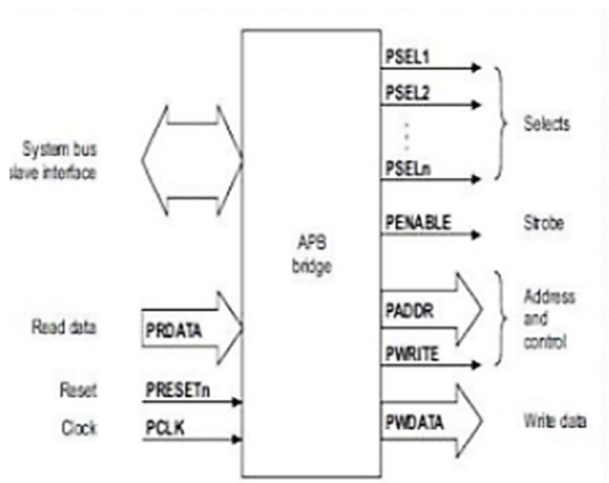 PSEL1
PSEL2
Selects
System bus
slave interface
PSELn
PENABLE
Strobe
APB
bridge
Read data
PRDATA
PADDR
Address
and
control
PWRITE
Reset
PRESETn
Clock
PCLK
PWDATA
Write data